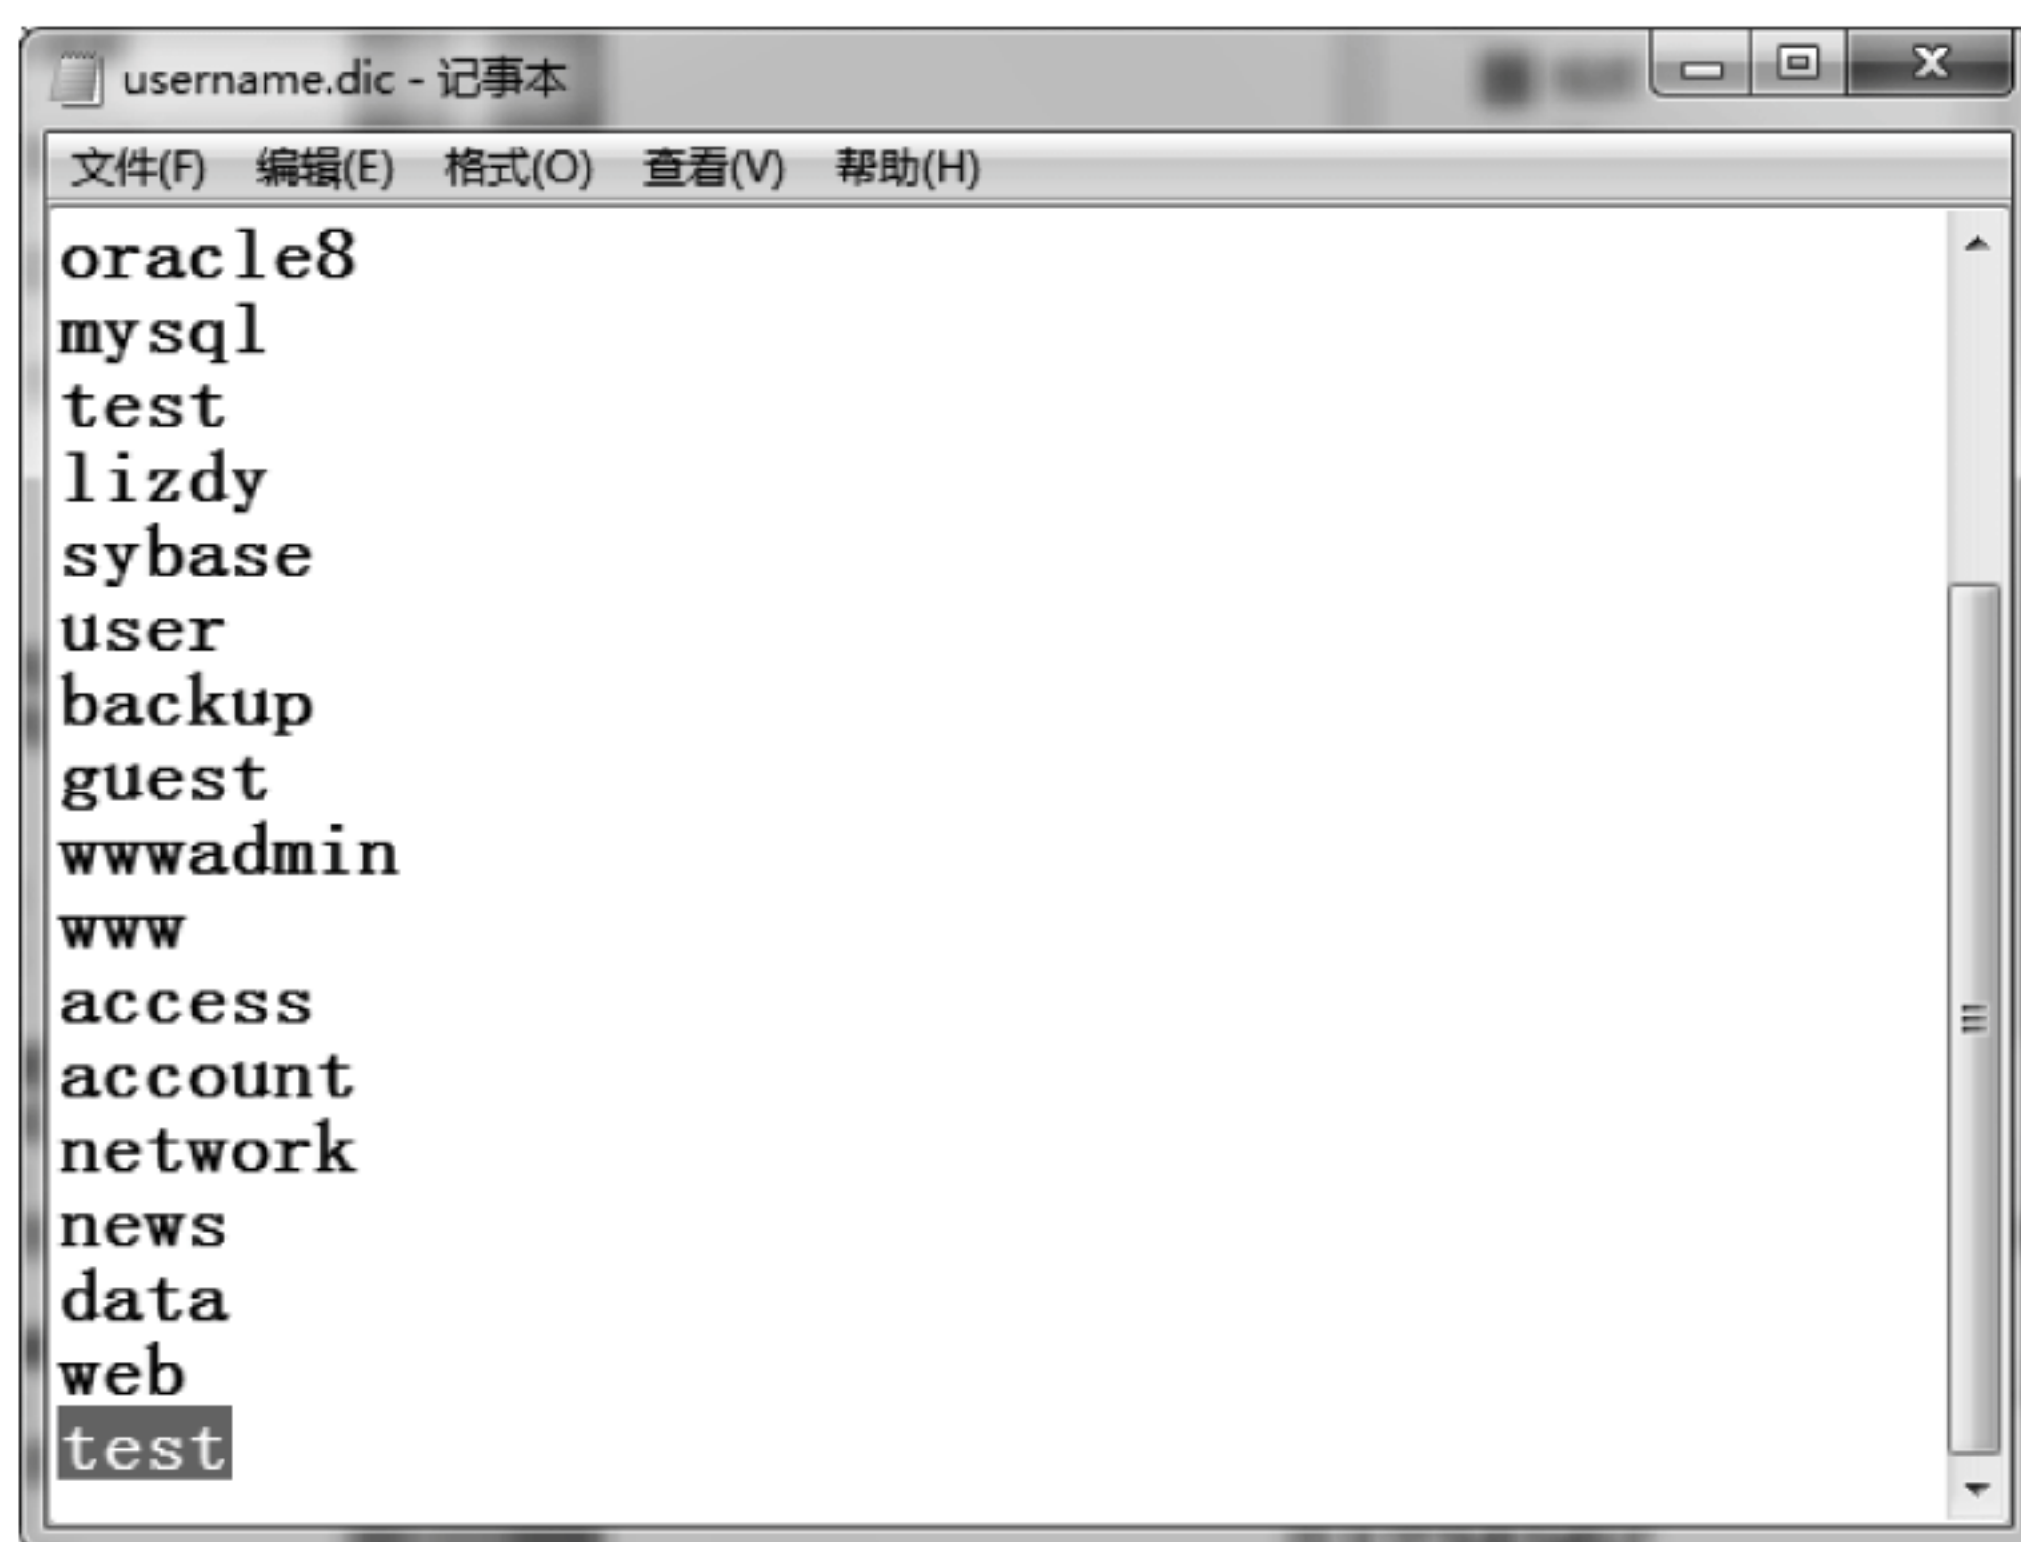 username.dic - 记事本
文件(F) 编辑(E) 格式(O) 查看(V) 帮助(H)
oracle8
mysql
test
lizdy
sybase
user
backup
guest
wwwadmin
www
access
account
network
news
data
web
test